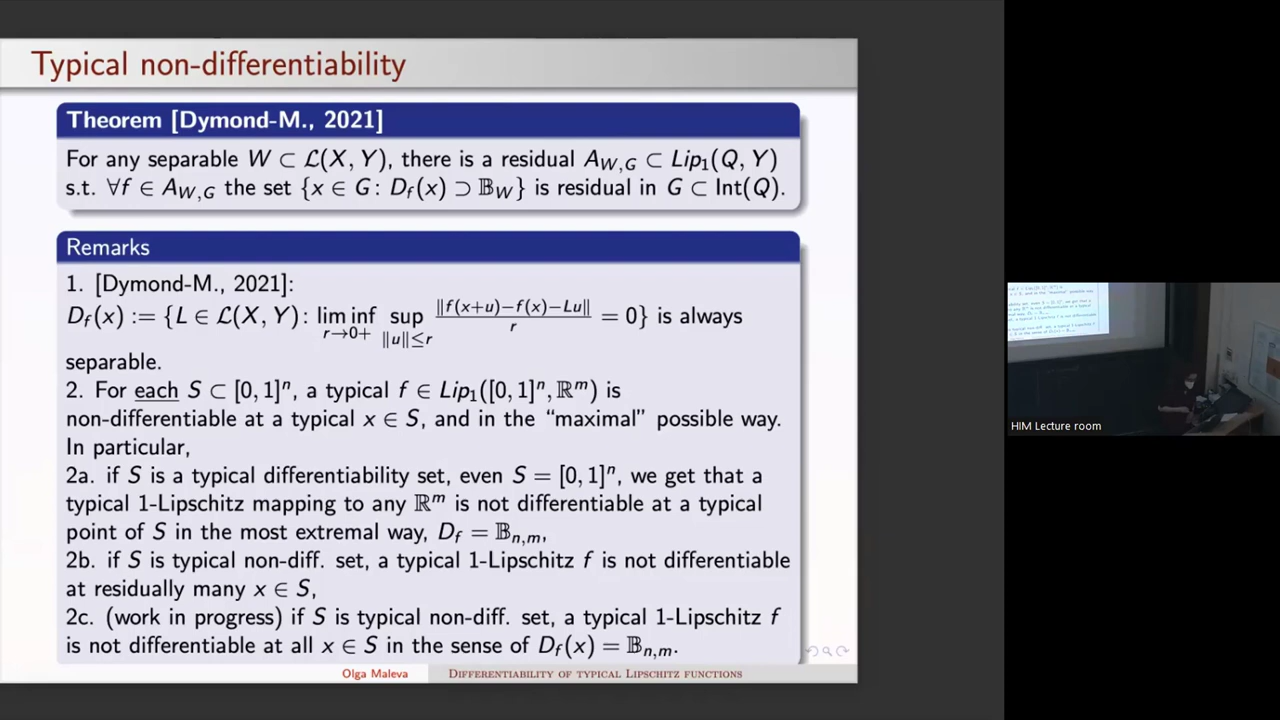 Typical non-differentiability
Theorem [Dymond-M., 2021]
For any separable W ⊂ ℒ(X, Y), there is a residual A_{W,G} ⊂ Lip₁(Q, Y)
s.t. ∀f ∈ A_{W,G} the set {x ∈ G: D_f(x) ⊃ 𝔹_W} is residual in G ⊂ Int(Q).
Remarks
1. [Dymond-M., 2021]:
D_f(x) := {L ∈ ℒ(X, Y): lim inf_{r→0+} sup_{‖u‖≤r} ‖f(x+u)−f(x)−Lu‖/r = 0} is always
separable.
2. For each S ⊂ [0, 1]ⁿ, a typical f ∈ Lip₁([0, 1]ⁿ, ℝᵐ) is
non-differentiable at a typical x ∈ S, and in the “maximal” possible way.
In particular,
2a. if S is a typical differentiability set, even S = [0, 1]ⁿ, we get that a
typical 1-Lipschitz mapping to any ℝᵐ is not differentiable at a typical
point of S in the most extremal way, D_f = 𝔹_{n,m},
2b. if S is typical non-diff. set, a typical 1-Lipschitz f is not differentiable
at residually many x ∈ S,
2c. (work in progress) if S is typical non-diff. set, a typical 1-Lipschitz f
is not differentiable at all x ∈ S in the sense of D_f(x) = 𝔹_{n,m}.
Olga Maleva
Differentiability of typical Lipschitz functions
HIM Lecture room